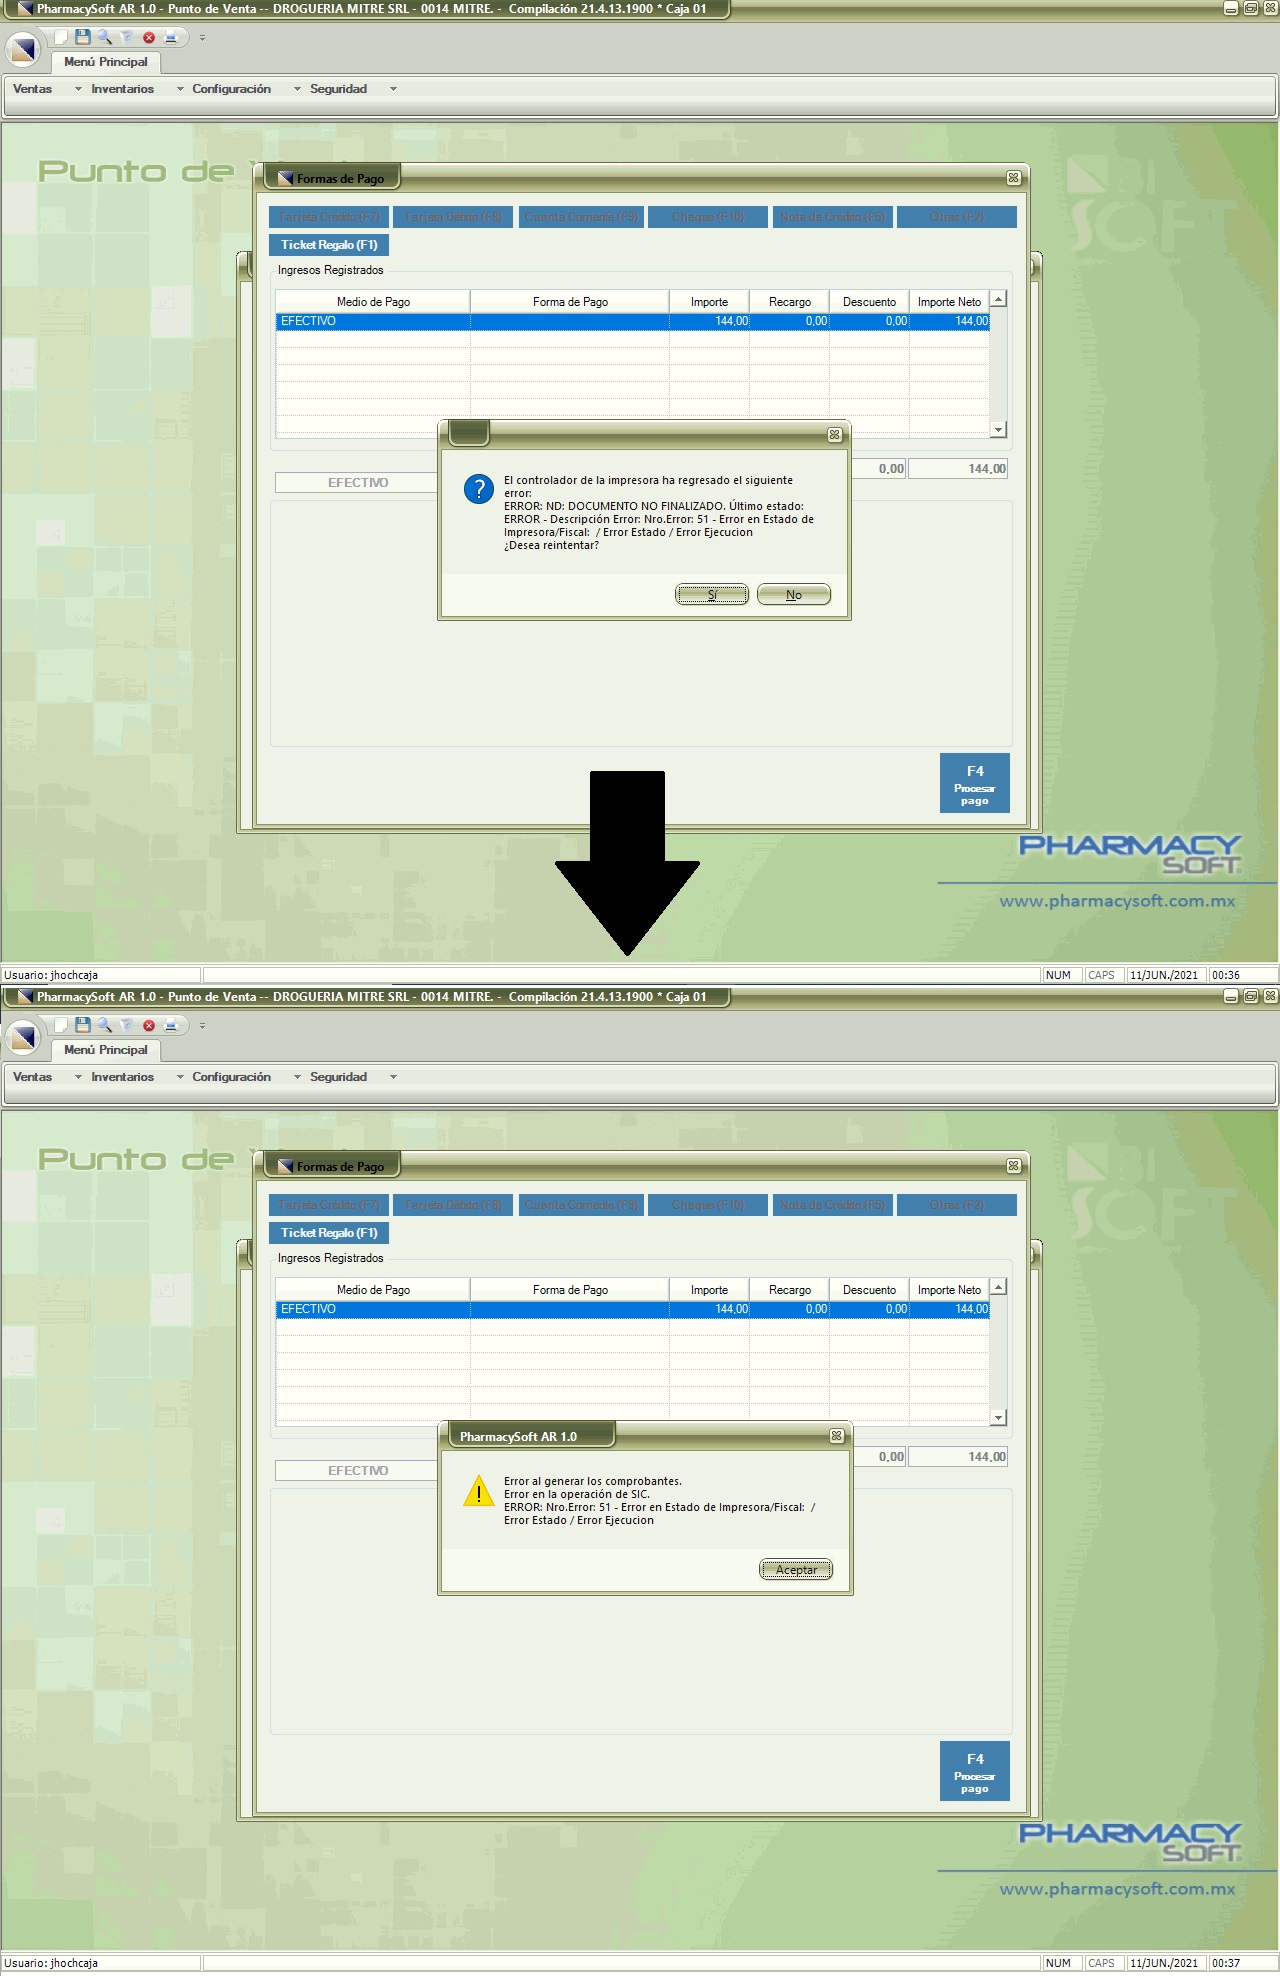 PharmacySoft AR 1.0 - Punto de Venta -- DROGUERIA MITRE SRL - 0014 MITRE. - Compilación 21.4.13.1900 * Caja 01
Menú Principal
Ventas Inventarios Configuración Seguridad
Punto de
BI
SOFT
Formas de Pago
Tarjeta Crédito (F7) Tarjeta Débito (F8) Cuenta Corriente (F9) Cheque (F10) Nota de Crédito (F5) Otras (F2)
Ticket Regalo (F1)
Ingresos Registrados
Medio de Pago Forma de Pago Importe Recargo Descuento Importe Neto
EFECTIVO 144,00 0,00 0,00 144,00
EFECTIVO 0,00 144,00
El controlador de la impresora ha regresado el siguiente
error:
ERROR: ND: DOCUMENTO NO FINALIZADO. Último estado:
ERROR - Descripción Error: Nro.Error: 51 - Error en Estado de
Impresora/Fiscal: / Error Estado / Error Ejecucion
¿Desea reintentar?
Sí No
F4
Procesar
pago
PHARMACY
SOFT
www.pharmacysoft.com.mx
Usuario: jhochcaja NUM CAPS 11/JUN./2021 00:36
PharmacySoft AR 1.0 - Punto de Venta -- DROGUERIA MITRE SRL - 0014 MITRE. - Compilación 21.4.13.1900 * Caja 01
Menú Principal
Ventas Inventarios Configuración Seguridad
Punto de
BI
SOFT
Formas de Pago
Tarjeta Crédito (F7) Tarjeta Débito (F8) Cuenta Corriente (F9) Cheque (F10) Nota de Crédito (F5) Otras (F2)
Ticket Regalo (F1)
Ingresos Registrados
Medio de Pago Forma de Pago Importe Recargo Descuento Importe Neto
EFECTIVO 144,00 0,00 0,00 144,00
EFECTIVO 0,00 144,00
PharmacySoft AR 1.0
Error al generar los comprobantes.
Error en la operación de SIC.
ERROR: Nro.Error: 51 - Error en Estado de Impresora/Fiscal: /
Error Estado / Error Ejecucion
Aceptar
F4
Procesar
pago
PHARMACY
SOFT
www.pharmacysoft.com.mx
Usuario: jhochcaja NUM CAPS 11/JUN./2021 00:37